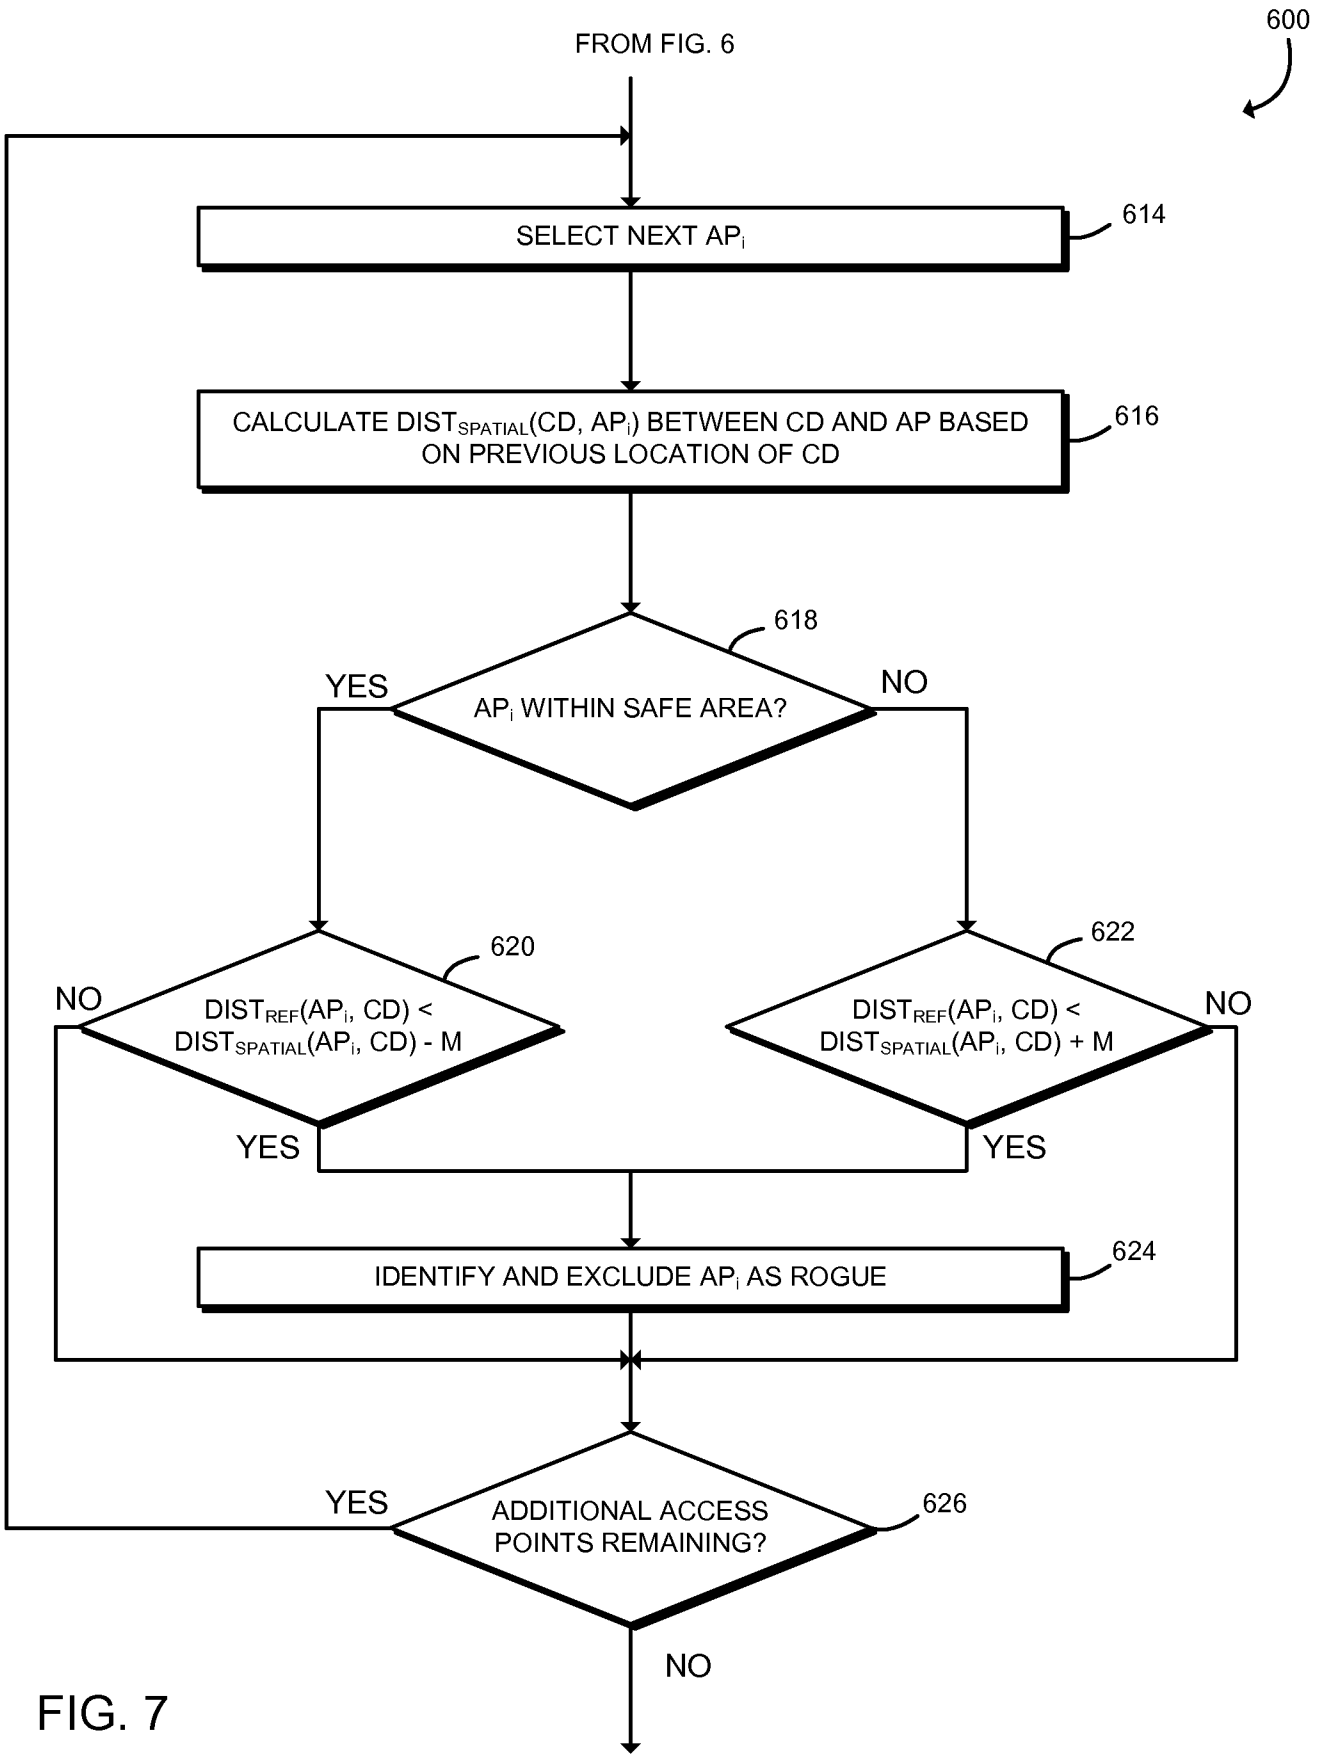 600
FROM FIG. 6
SELECT NEXT APi
614
CALCULATE DISTSPATIAL(CD, APi) BETWEEN CD AND AP BASED
ON PREVIOUS LOCATION OF CD
616
618
YES
NO
APi WITHIN SAFE AREA?
620
NO
DISTREF(APi, CD) <
DISTSPATIAL(APi, CD) - M
YES
622
NO
DISTREF(APi, CD) <
DISTSPATIAL(APi, CD) + M
YES
IDENTIFY AND EXCLUDE APi AS ROGUE
624
YES
ADDITIONAL ACCESS
POINTS REMAINING?
626
NO
FIG. 7